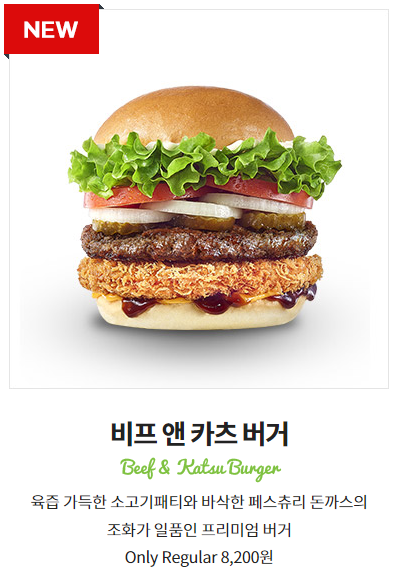 NEW
비프 앤 카츠 버거
Beef & Katsu Burger
육즙 가득한 소고기패티와 바삭한 페스츄리 돈까스의
조화가 일품인 프리미엄 버거
Only Regular 8,200원